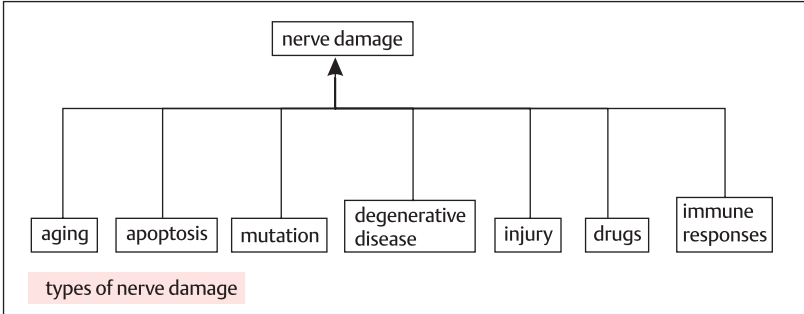 nerve damage
aging
apoptosis
mutation
degenerative
disease
injury
drugs
immune
responses
types of nerve damage